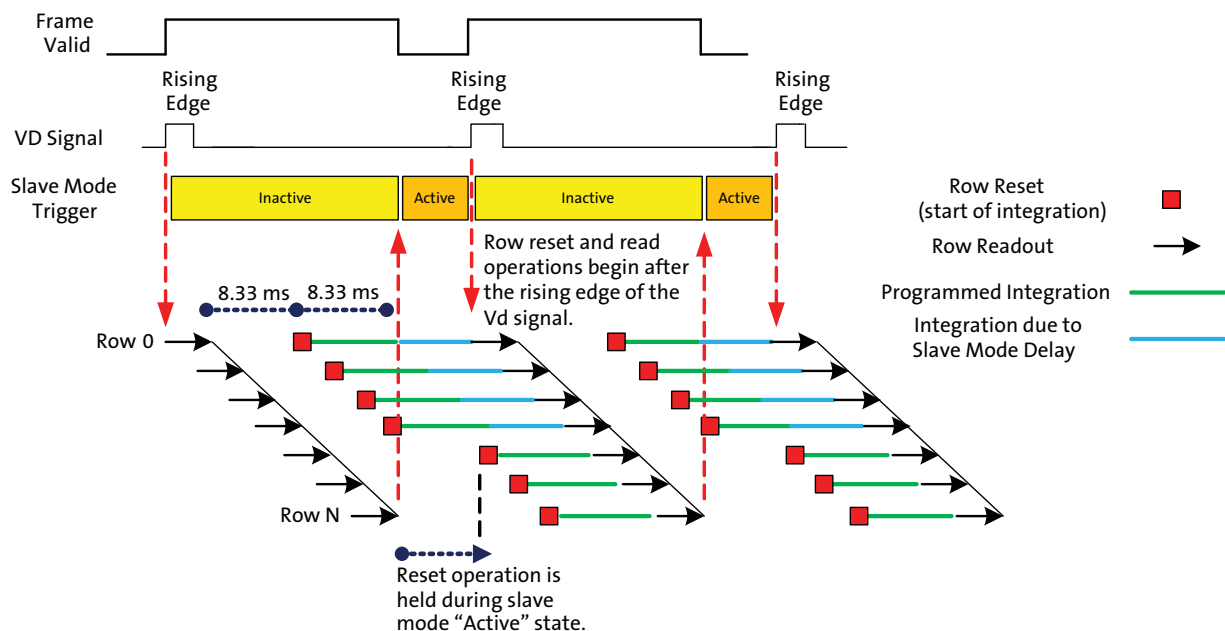 Frame
Valid
Rising
Edge
Rising
Edge
Rising
Edge
VD Signal
Slave Mode
Trigger
Inactive
Active
Inactive
Active
Row Reset
(start of integration)
Row Readout
Programmed Integration
Integration due to
Slave Mode Delay
Row reset and read
operations begin after
the rising edge of the
Vd signal.
8.33 ms
8.33 ms
Row 0
Row N
Reset operation is
held during slave
mode “Active” state.